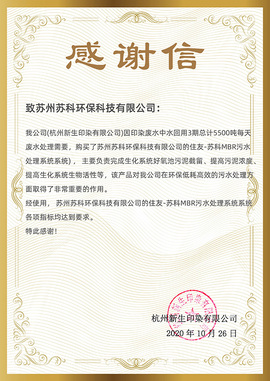 感谢信
致苏州苏科环保科技有限公司：
我公司(杭州新生印染有限公司)因印染废水中水回用3期总计5500吨每天
废水处理需要，购买了苏州苏科环保科技有限公司的住友-苏科MBR污水
处理系统系统)，主要负责完成生化系统好氧池污泥截留、提高污泥浓度、
提高生化系统生物活性等，该产品对我公司在环保低耗高效的污水处理方
面取得了非常重要的作用。
经使用，苏州苏科环保科技有限公司的住友-苏科MBR污水处理系统系统
各项指标均达到要求。
特此感谢！
杭州新生印染有限公司
2020 年 10 月 26 日